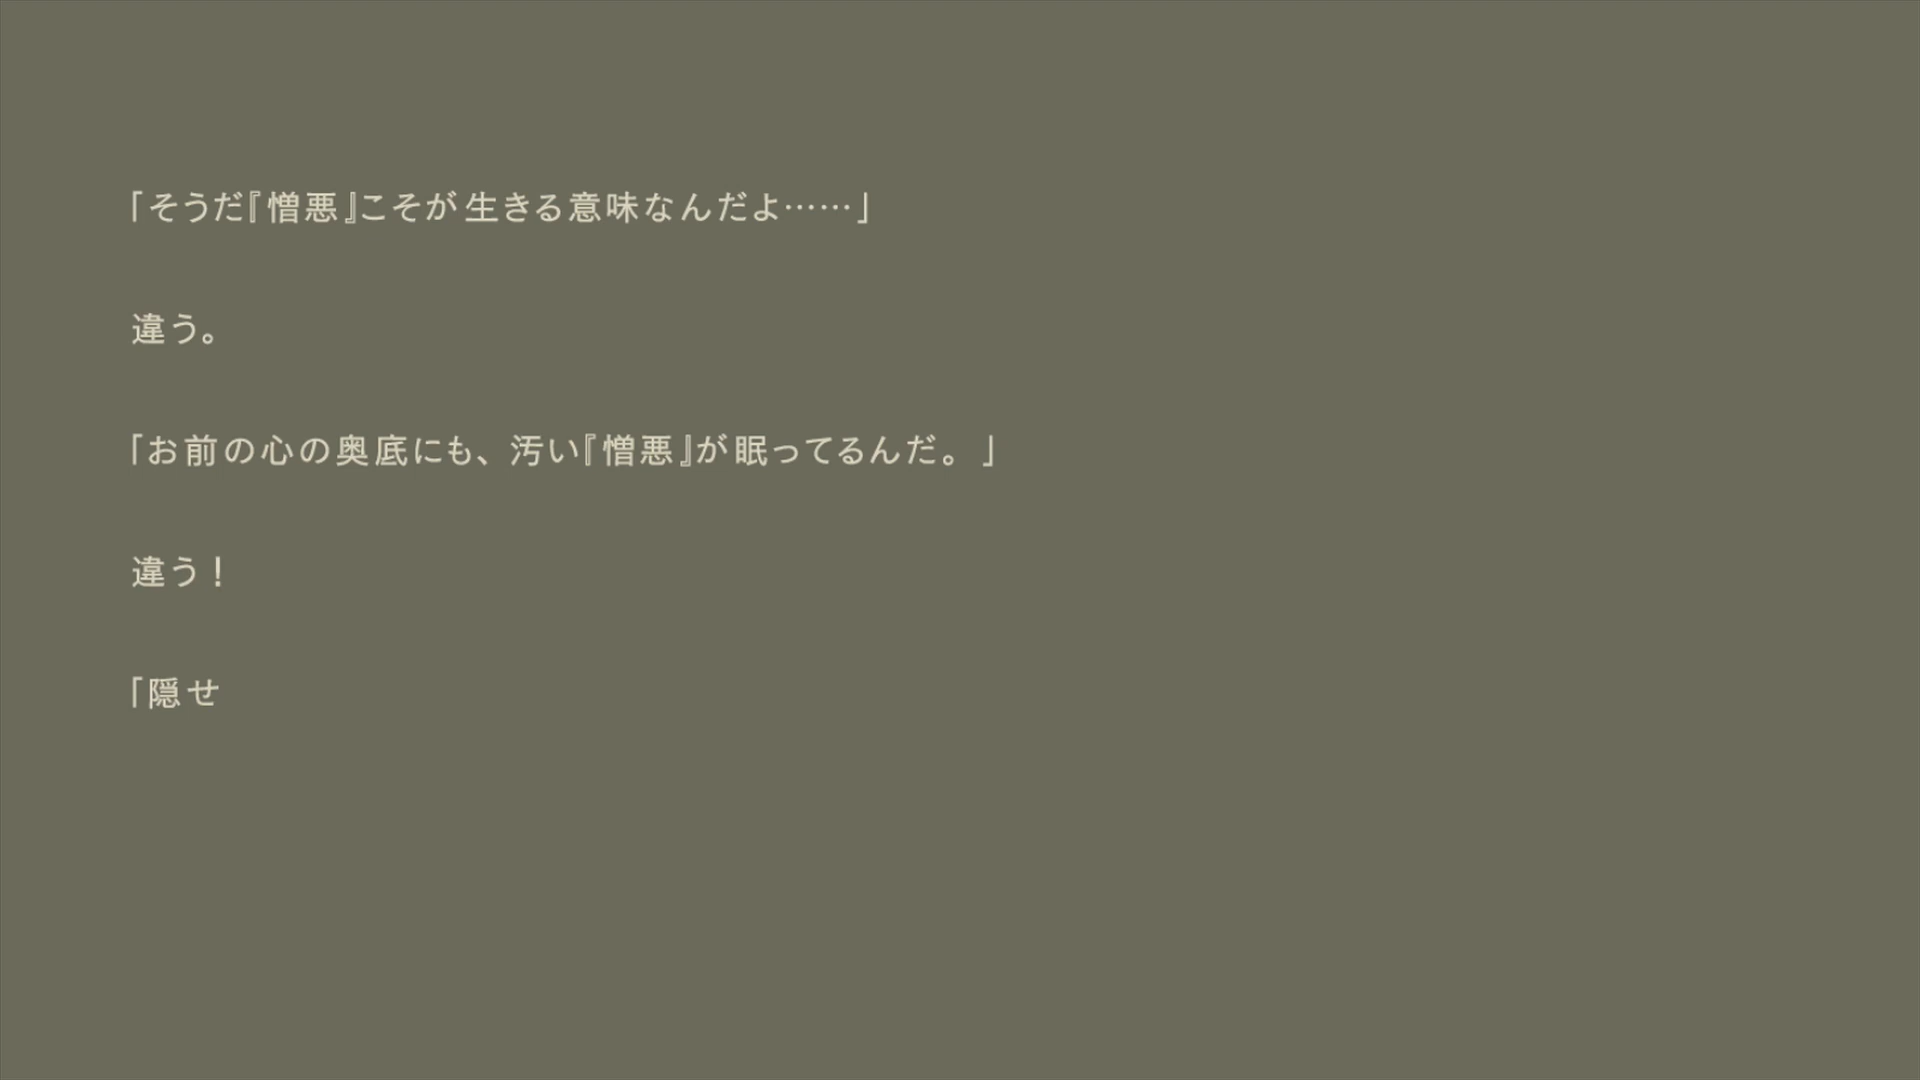 「そうだ『憎悪』こそが生きる意味なんだよ……」
違う。
「お前の心の奥底にも、汚い『憎悪』が眠ってるんだ。」
違う！
「隠せ